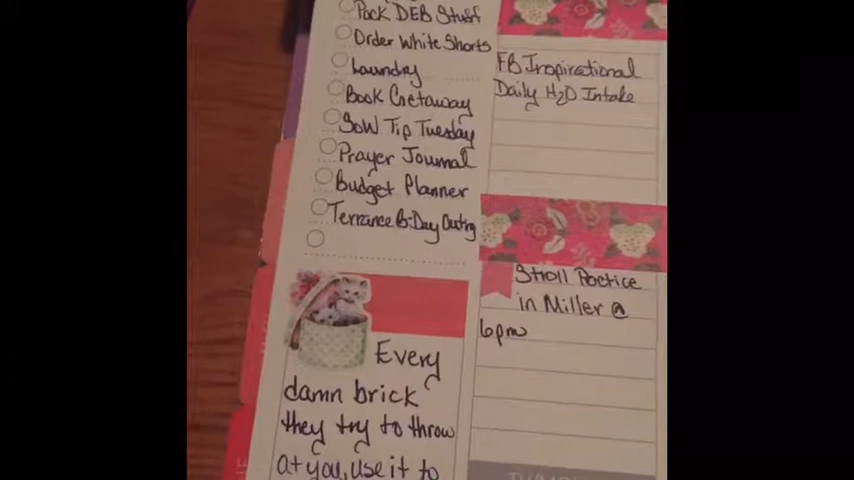 Pack DEB Stuff
Order White Shorts
Laundry
Book Getaway
SOW Tip Tuesday
Prayer Journal
Budget Planner
Terrance B-Day Outing
Every
damn brick
they try to throw
at you, use it to
FB Inspirational
Daily H2O Intake
Stroll Practice
in Miller @
6pm